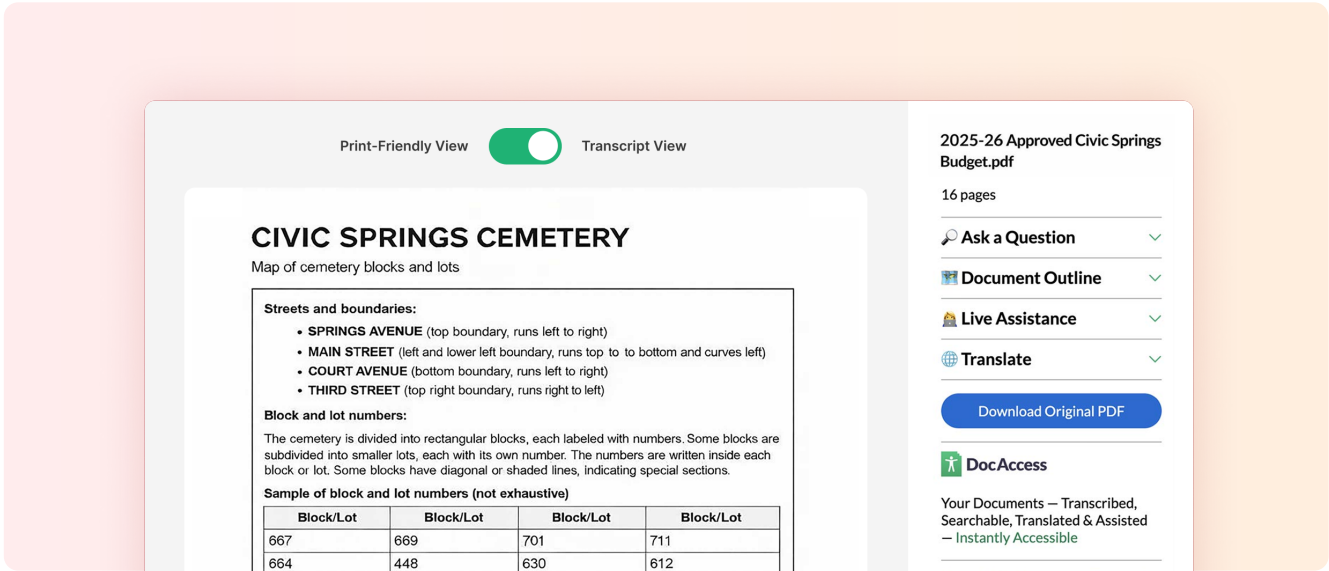 Print-Friendly View Transcript View
CIVIC SPRINGS CEMETERY
Map of cemetery blocks and lots
Streets and boundaries:
• SPRINGS AVENUE (top boundary, runs left to right)
• MAIN STREET (left and lower left boundary, runs top to to bottom and curves left)
• COURT AVENUE (bottom boundary, runs left to right)
• THIRD STREET (top right boundary, runs right to left)
Block and lot numbers:
The cemetery is divided into rectangular blocks, each labeled with numbers. Some blocks are
subdivided into smaller lots, each with its own number. The numbers are written inside each
block or lot. Some blocks have diagonal or shaded lines, indicating special sections.
Sample of block and lot numbers (not exhaustive)
Block/Lot Block/Lot Block/Lot Block/Lot
667 669 701 711
664 448 630 612
2025-26 Approved Civic Springs
Budget.pdf
16 pages
Ask a Question
Document Outline
Live Assistance
Translate
Download Original PDF
DocAccess
Your Documents — Transcribed,
Searchable, Translated & Assisted
— Instantly Accessible